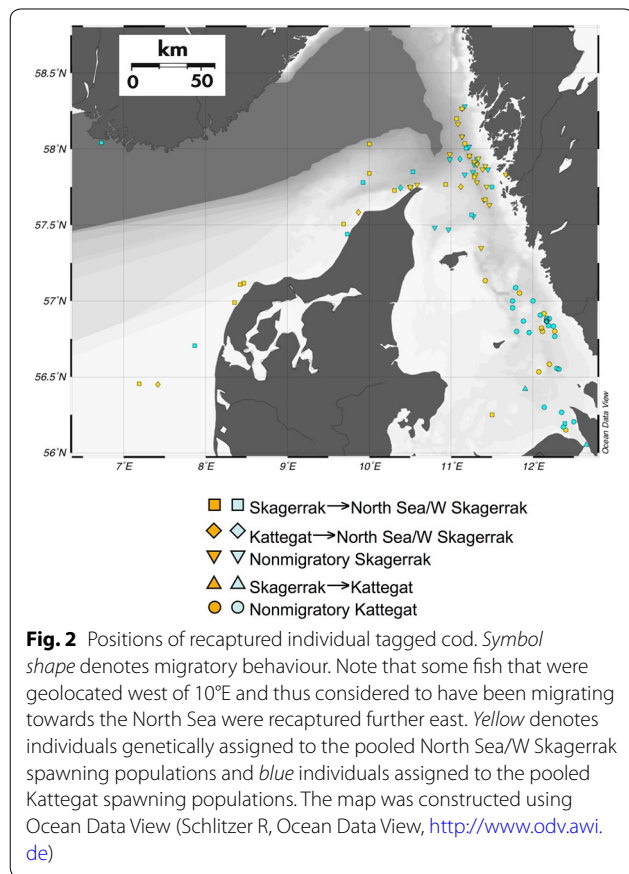 km
0 50
58.5˚N
58˚N
57.5˚N
57˚N
56.5˚N
56˚N
7˚E 8˚E 9˚E 10˚E 11˚E 12˚E
Ocean Data View
Skagerrak→North Sea/W Skagerrak
Kattegat→North Sea/W Skagerrak
Nonmigratory Skagerrak
Skagerrak→Kattegat
Nonmigratory Kattegat
Fig. 2 Positions of recaptured individual tagged cod. Symbol
shape denotes migratory behaviour. Note that some fish that were
geolocated west of 10°E and thus considered to have been migrating
towards the North Sea were recaptured further east. Yellow denotes
individuals genetically assigned to the pooled North Sea/W Skagerrak
spawning populations and blue individuals assigned to the pooled
Kattegat spawning populations. The map was constructed using
Ocean Data View (Schlitzer R, Ocean Data View, http://www.odv.awi.
de)